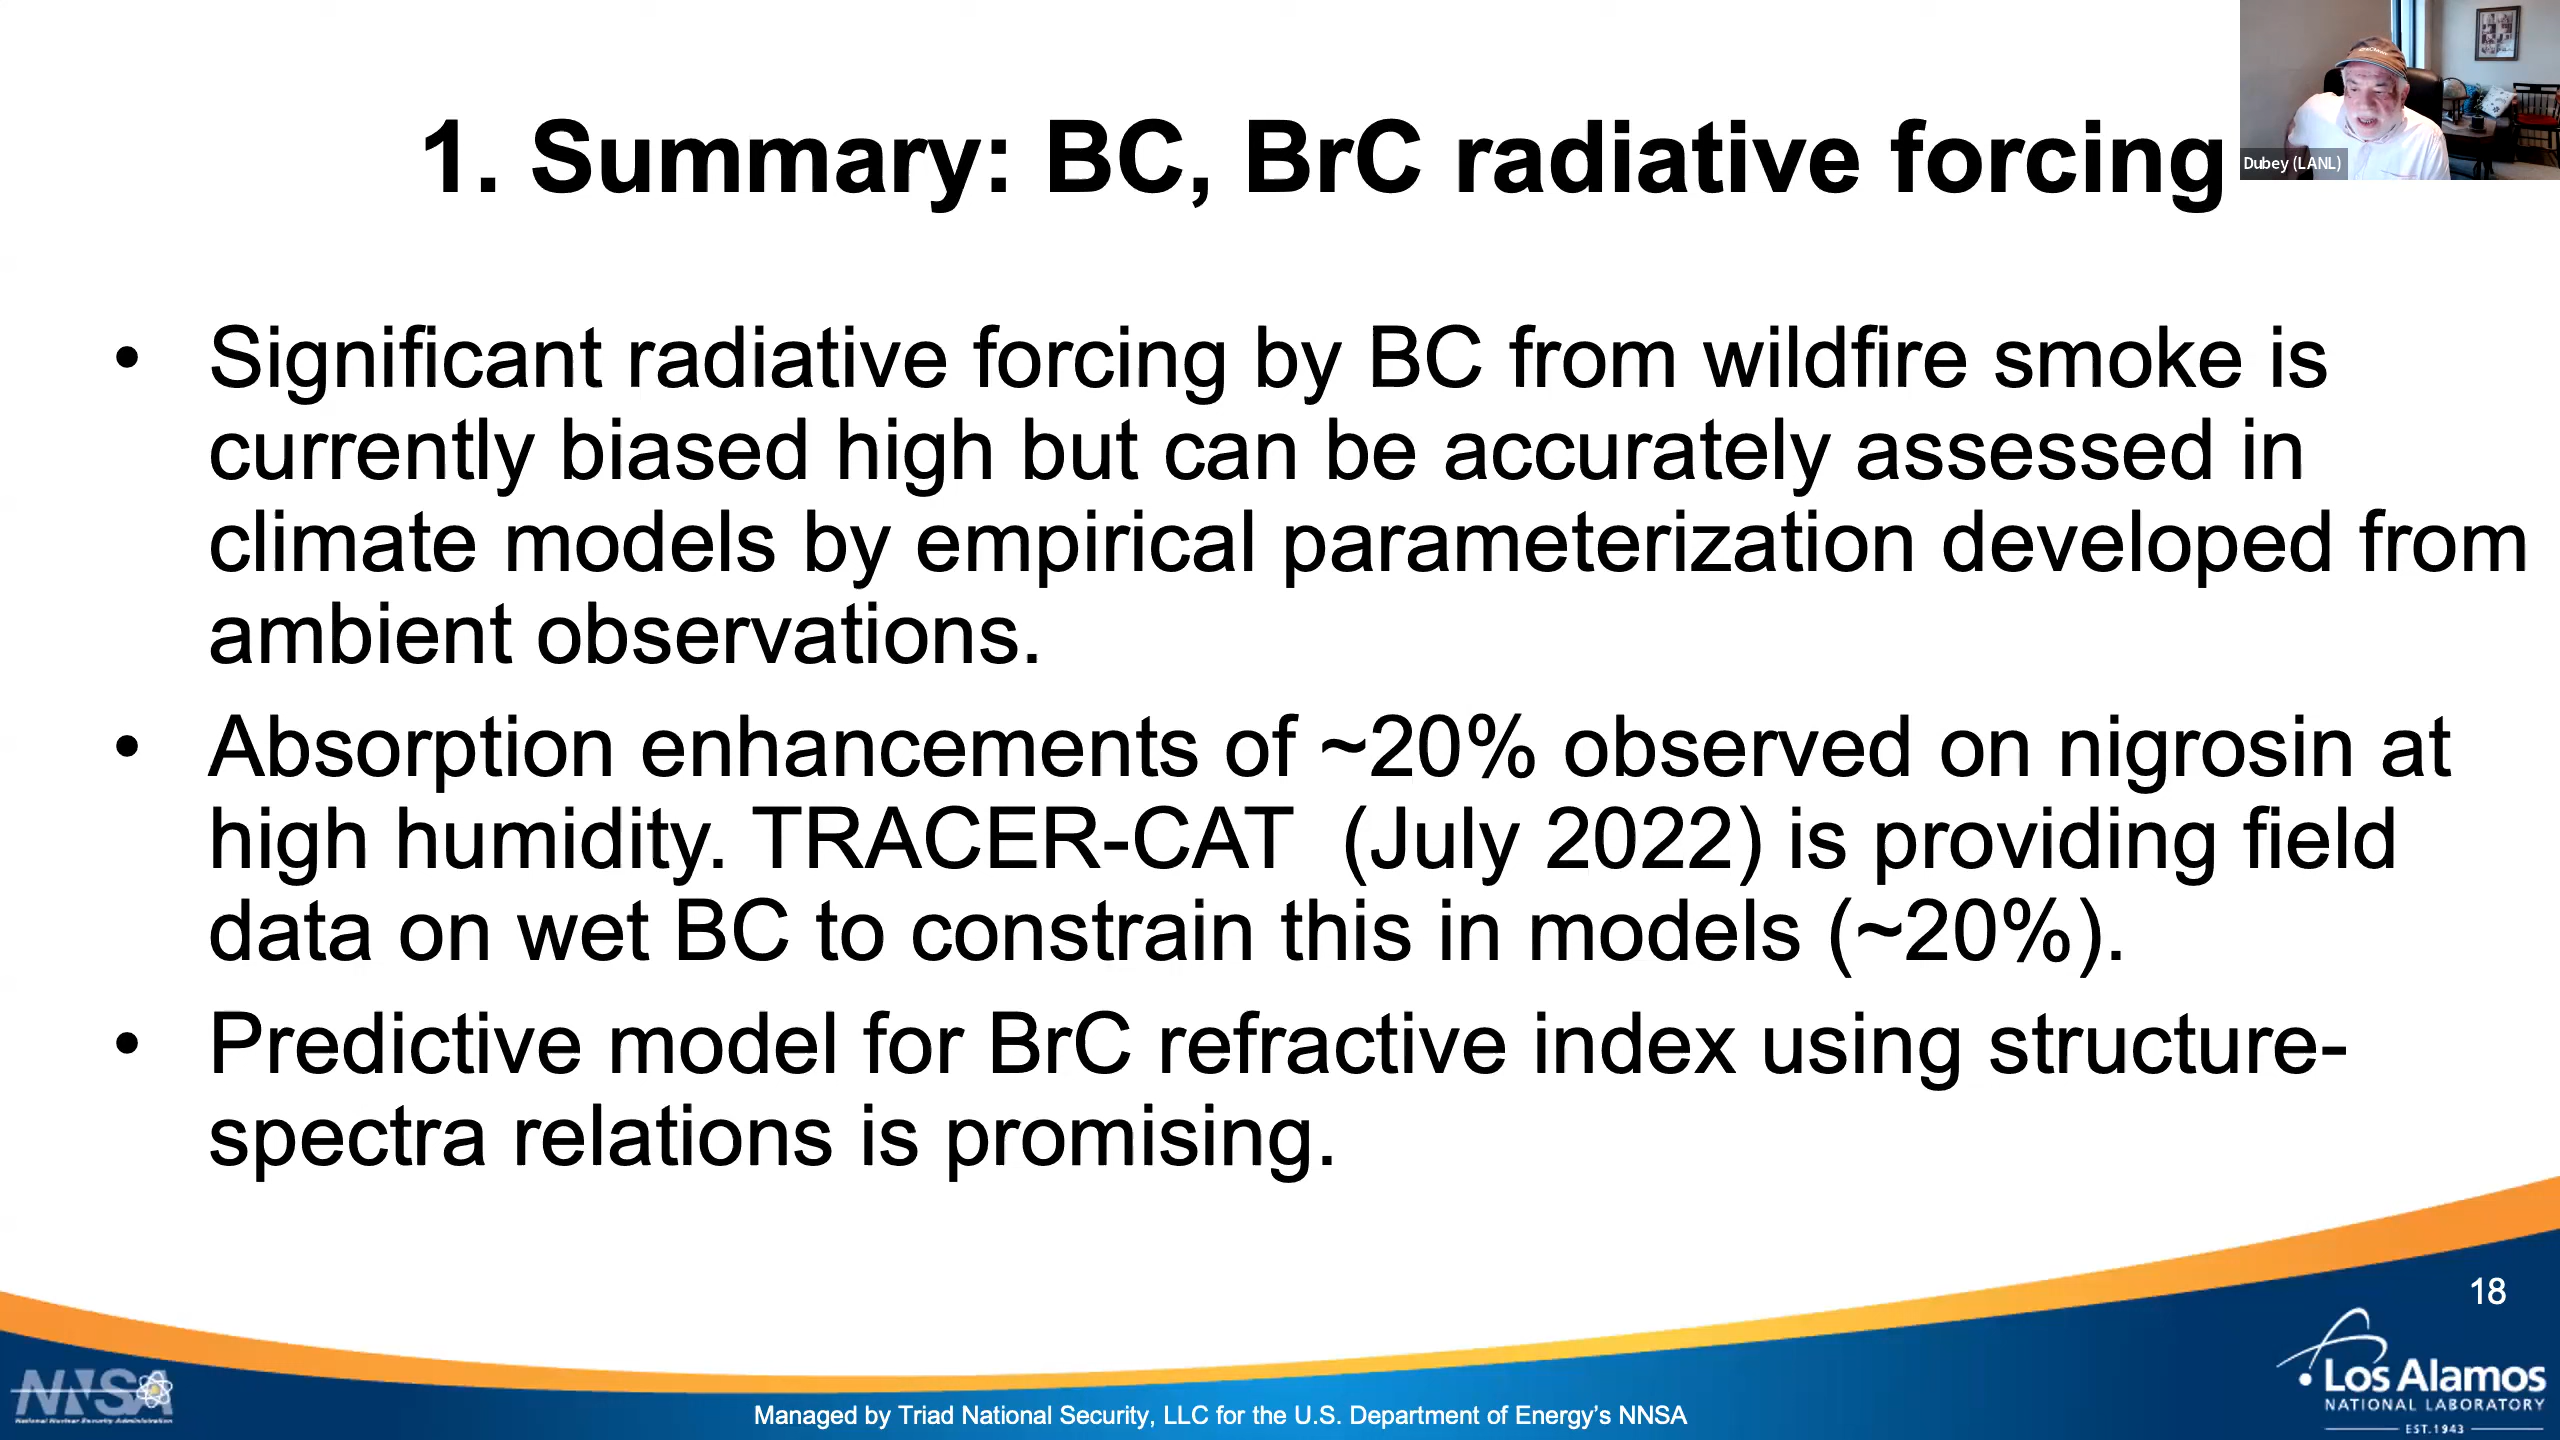 1. Summary: BC, BrC radiative forcing
Dubey (LANL)
• Significant radiative forcing by BC from wildfire smoke is
currently biased high but can be accurately assessed in
climate models by empirical parameterization developed from
ambient observations.
• Absorption enhancements of ~20% observed on nigrosin at
high humidity. TRACER-CAT (July 2022) is providing field
data on wet BC to constrain this in models (~20%).
• Predictive model for BrC refractive index using structure-
spectra relations is promising.
18
NNSA
National Nuclear Security Administration
Managed by Triad National Security, LLC for the U.S. Department of Energy’s NNSA
Los Alamos
NATIONAL LABORATORY
EST.1943